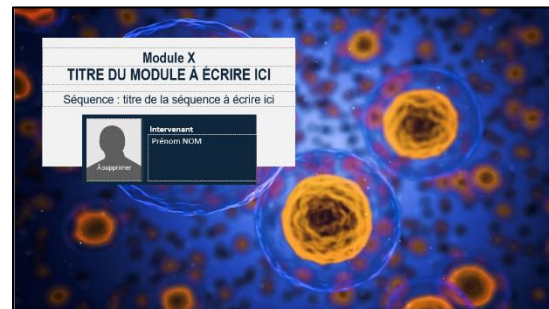 Module X
TITRE DU MODULE À ÉCRIRE ICI
Séquence : titre de la séquence à écrire ici
À supprimer
Intervenant
Prénom NOM